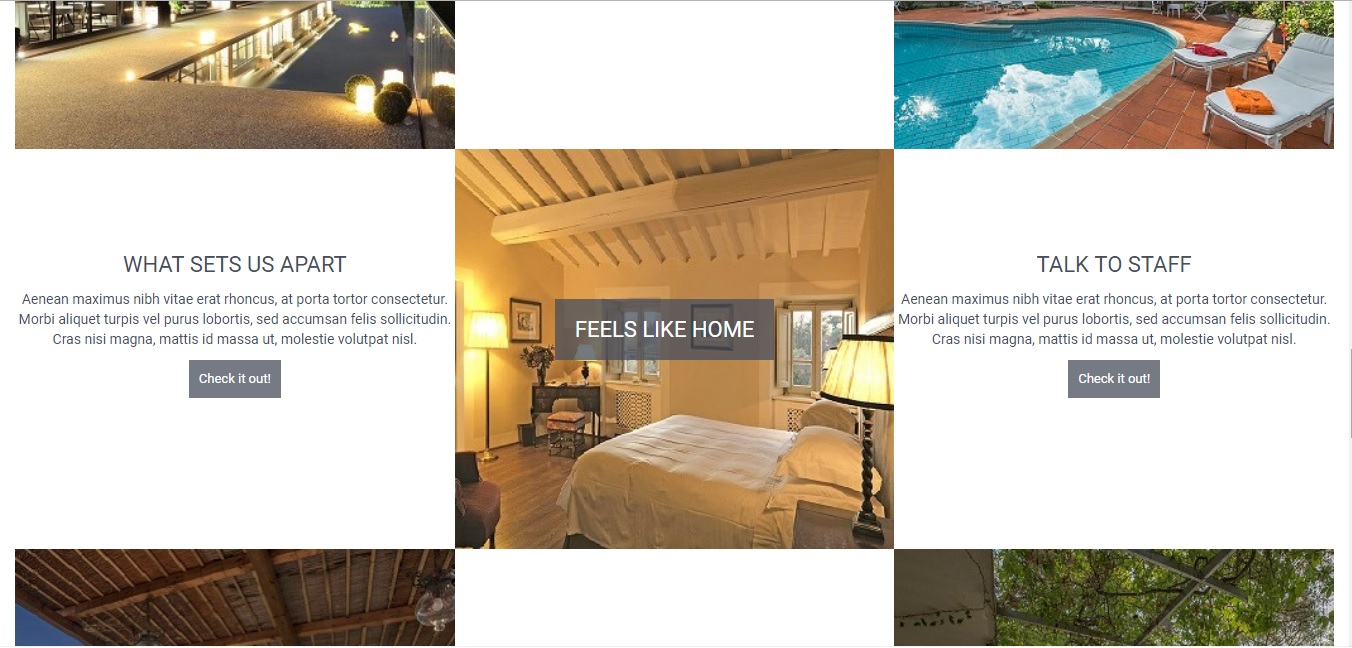 WHAT SETS US APART
Aenean maximus nibh vitae erat rhoncus, at porta tortor consectetur.
Morbi aliquet turpis vel purus lobortis, sed accumsan felis sollicitudin.
Cras nisi magna, mattis id massa ut, molestie volutpat nisl.
Check it out!
FEELS LIKE HOME
TALK TO STAFF
Aenean maximus nibh vitae erat rhoncus, at porta tortor consectetur.
Morbi aliquet turpis vel purus lobortis, sed accumsan felis sollicitudin.
Cras nisi magna, mattis id massa ut, molestie volutpat nisl.
Check it out!